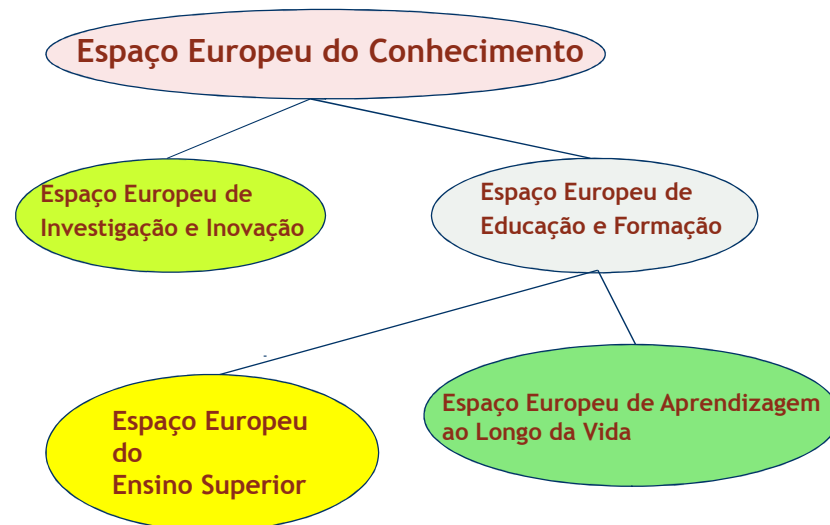 Espaço Europeu do Conhecimento
Espaço Europeu de
Investigação e Inovação
Espaço Europeu de
Educação e Formação
Espaço Europeu
do
Ensino Superior
Espaço Europeu de Aprendizagem
ao Longo da Vida